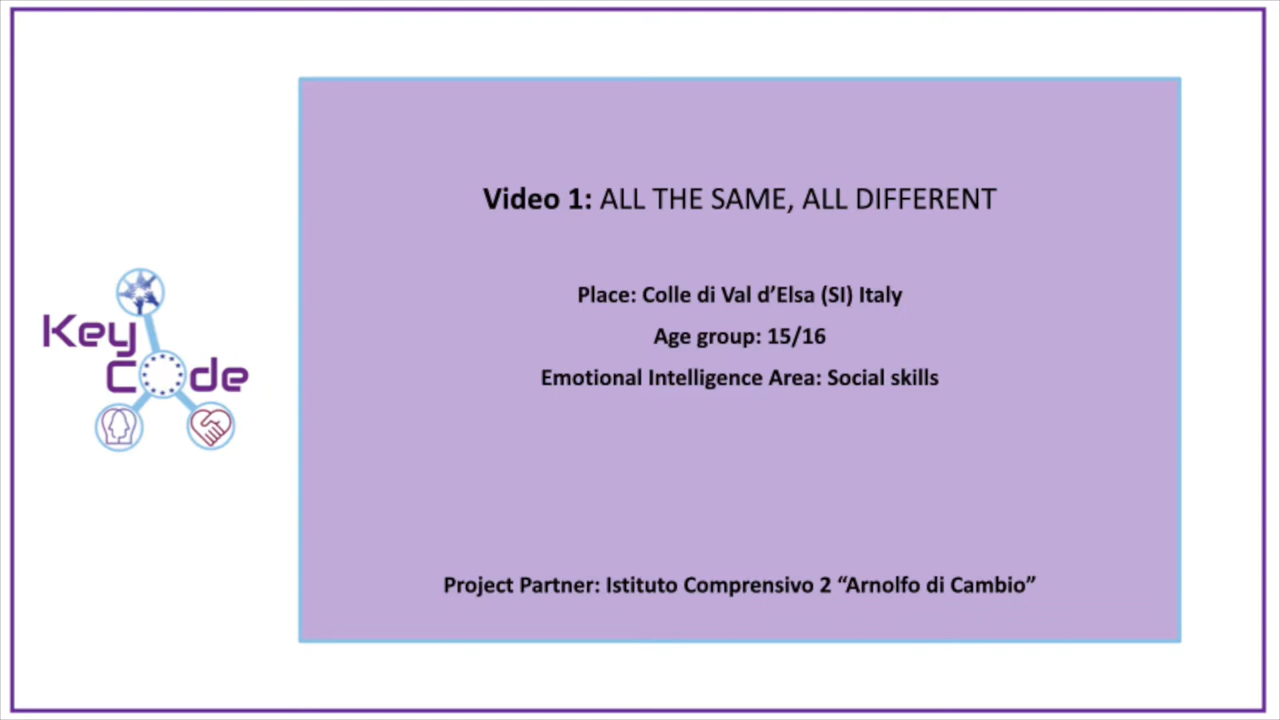 Key
Code
Video 1: ALL THE SAME, ALL DIFFERENT
Place: Colle di Val d’Elsa (SI) Italy
Age group: 15/16
Emotional Intelligence Area: Social skills
Project Partner: Istituto Comprensivo 2 “Arnolfo di Cambio”